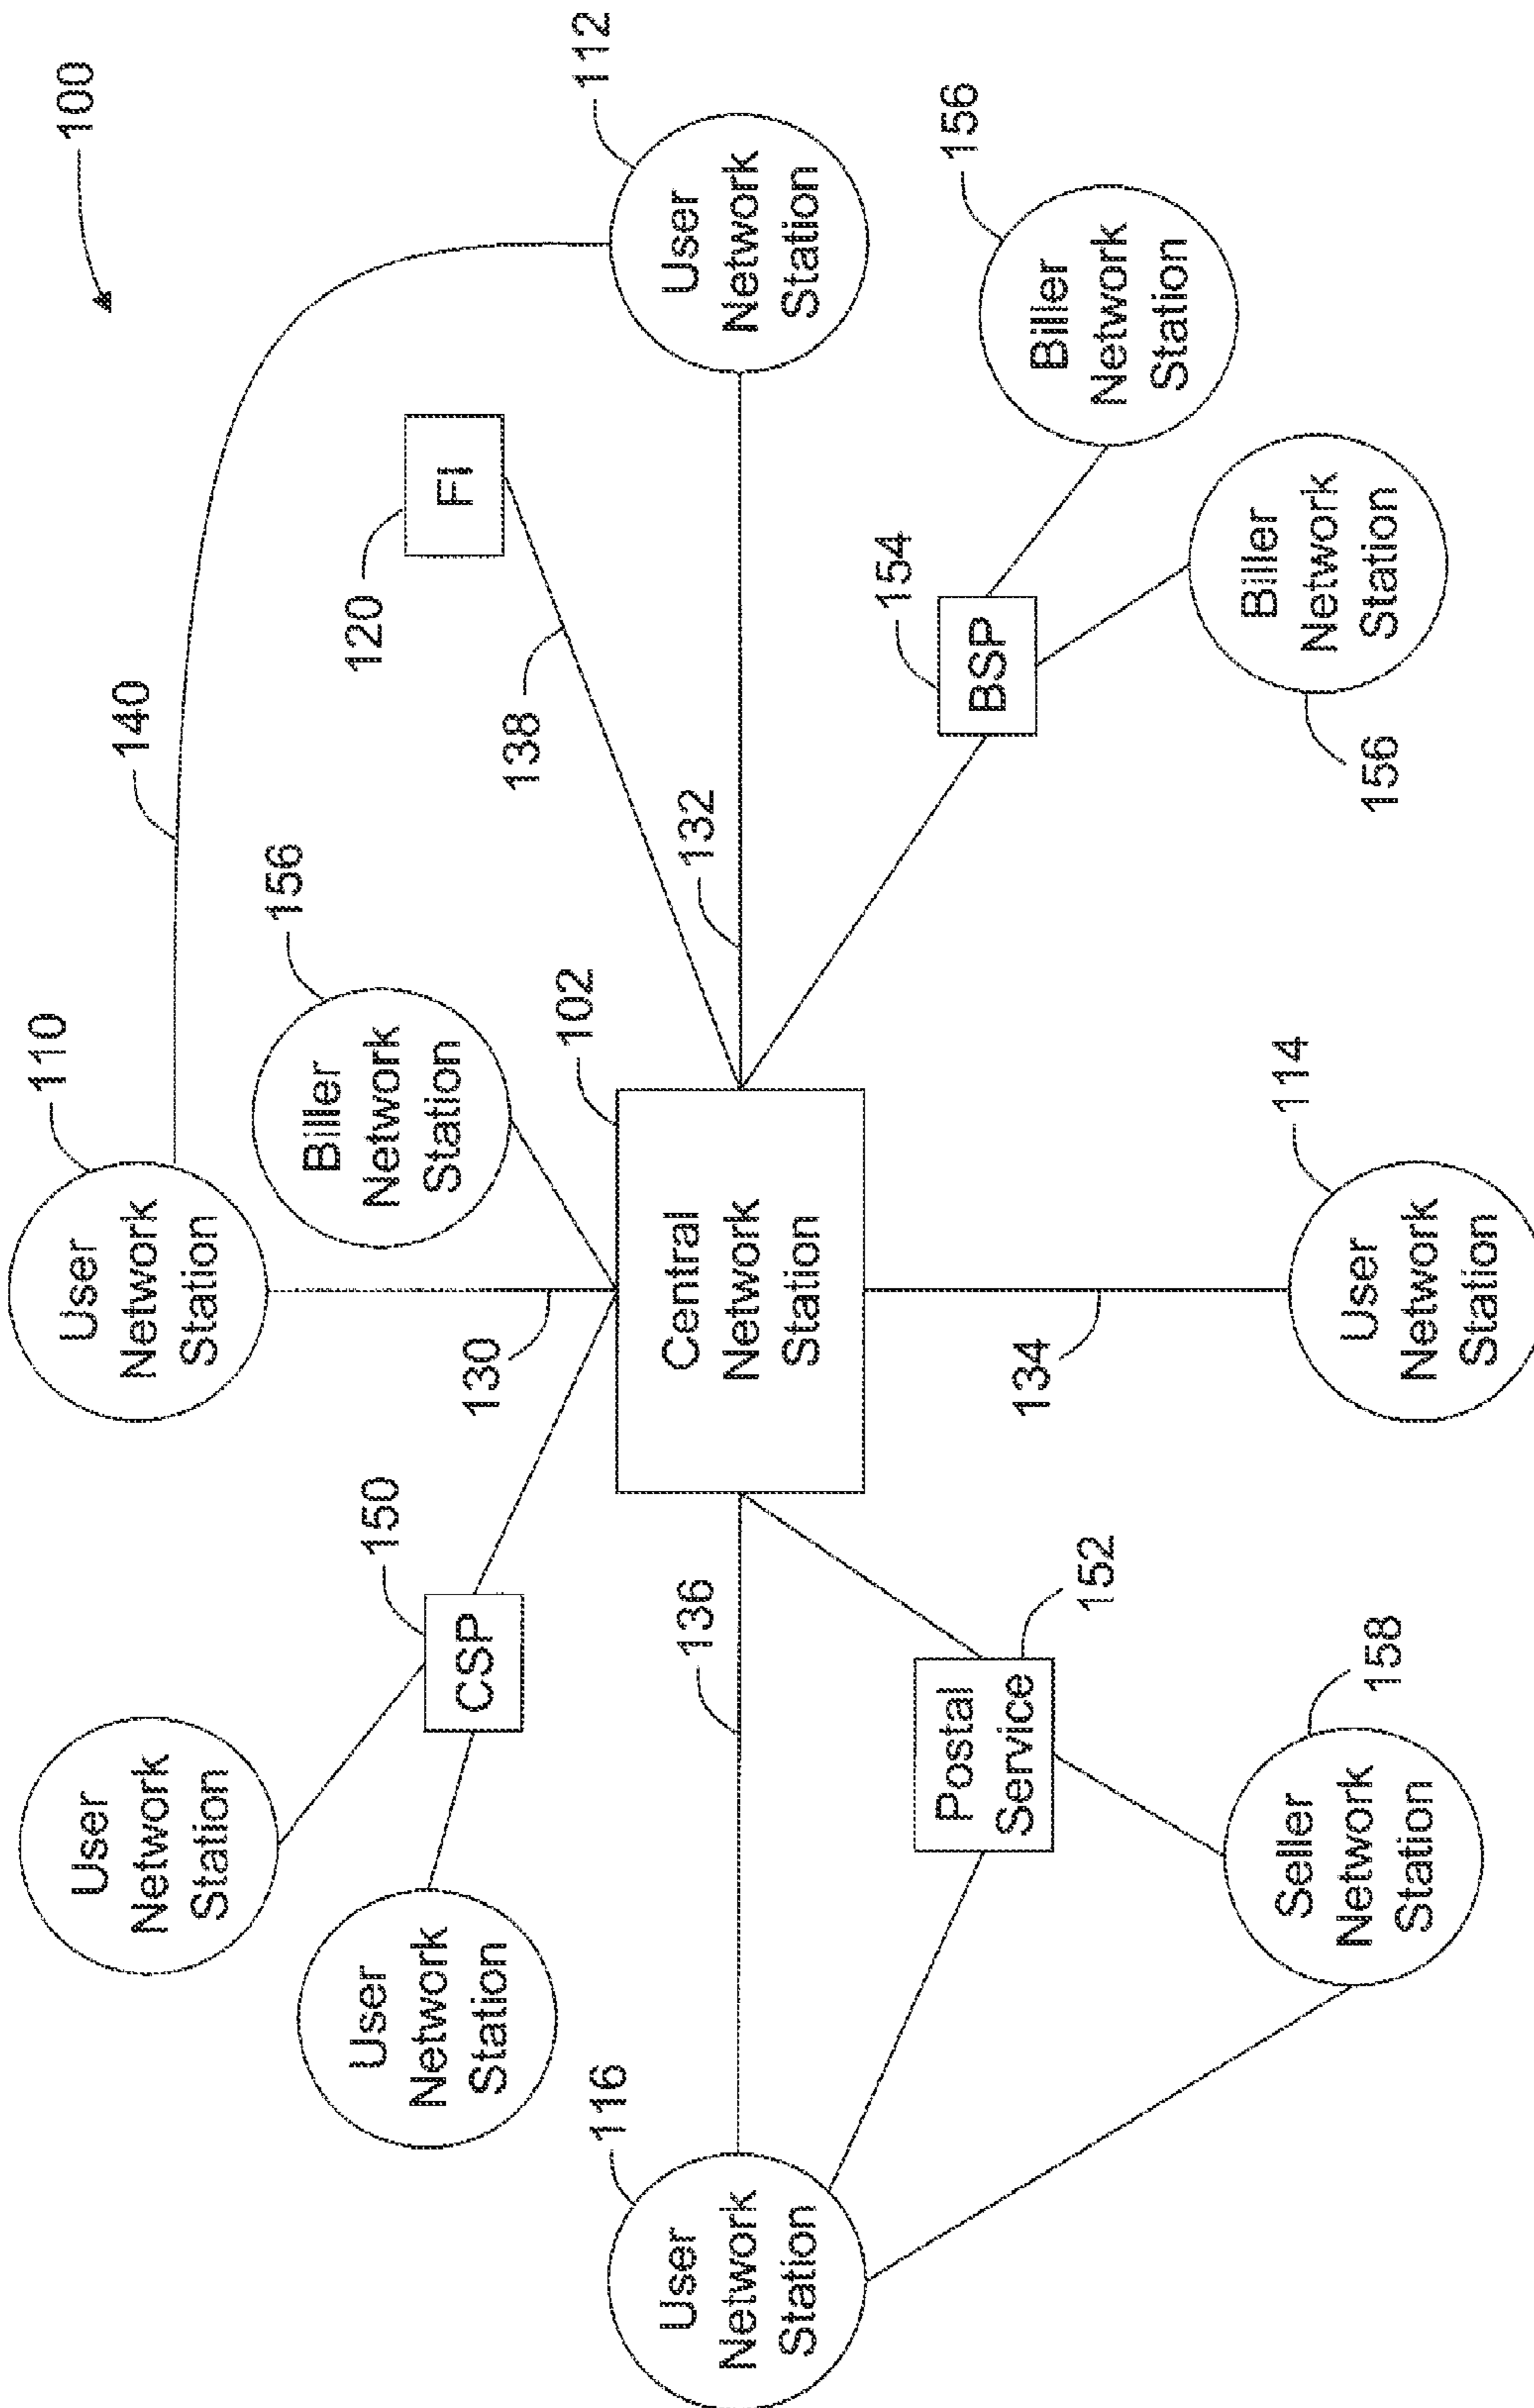 100
110
User
Network
Station
140
112
User
Network
Station
User
Network
Station
150
CSP
User
Network
Station
130
156
Biller
Network
Station
120
FI
138
102
Central
Network
Station
132
116
User
Network
Station
136
154
BSP
156
Biller
Network
Station
Biller
Network
Station
156
152
Postal
Service
158
Seller
Network
Station
134
114
User
Network
Station